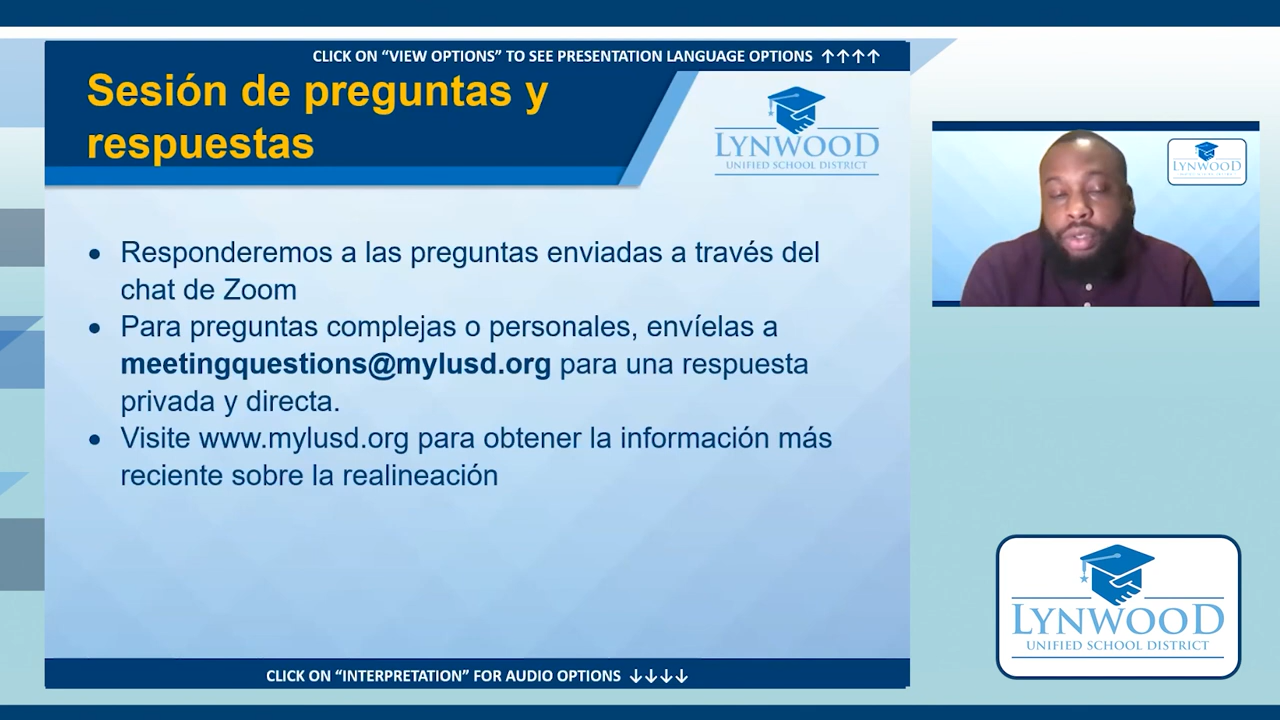 CLICK ON “VIEW OPTIONS” TO SEE PRESENTATION LANGUAGE OPTIONS ↑↑↑↑
Sesión de preguntas y
respuestas
LYNWOOD
UNIFIED SCHOOL DISTRICT
LYNWOOD
● Responderemos a las preguntas enviadas a través del
chat de Zoom
● Para preguntas complejas o personales, envíelas a
meetingquestions@mylusd.org para una respuesta
privada y directa.
● Visite www.mylusd.org para obtener la información más
reciente sobre la realineación
LYNWOOD
UNIFIED SCHOOL DISTRICT
CLICK ON “INTERPRETATION” FOR AUDIO OPTIONS ↓↓↓↓